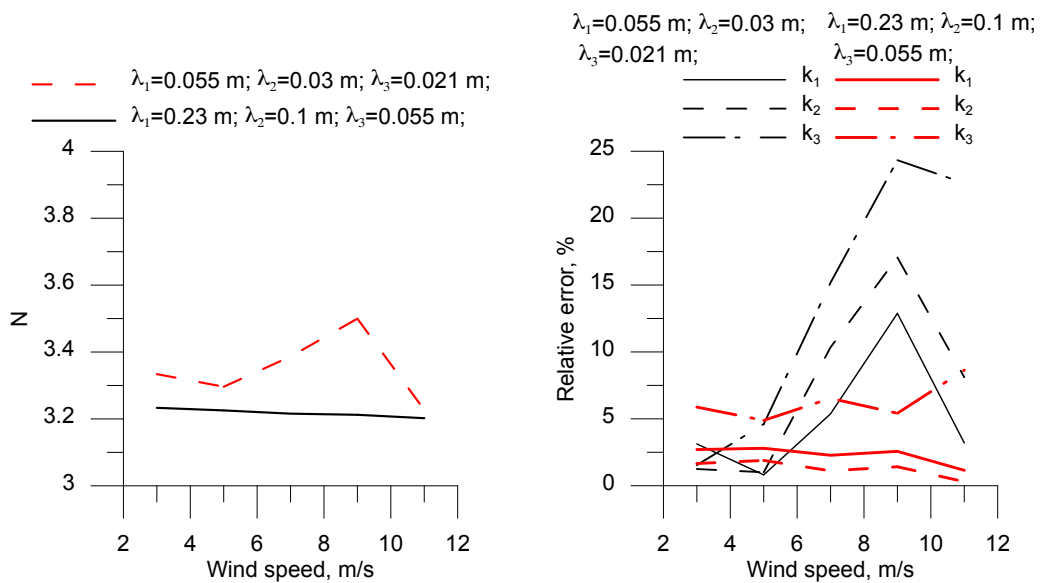 λ₁=0.055 m; λ₂=0.03 m; λ₃=0.021 m;
λ₁=0.23 m; λ₂=0.1 m; λ₃=0.055 m;
4
3.8
3.6
3.4
3.2
3
N
2 4 6 8 10 12
Wind speed, m/s
λ₁=0.055 m; λ₂=0.03 m;
λ₃=0.021 m;
λ₁=0.23 m; λ₂=0.1 m;
λ₃=0.055 m;
k₁
k₂
k₃
k₁
k₂
k₃
25
20
15
10
5
0
Relative error, %
2 4 6 8 10 12
Wind speed, m/s